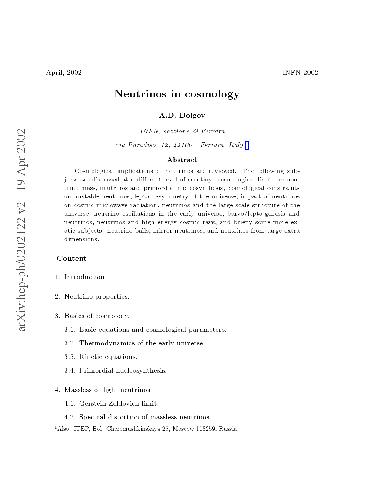 April, 2002
INFN-2002
Neutrinos in cosmology
A.D. Dolgov
INFN, sezione di Ferrara
via Paradiso, 12, 44100 - Ferrara, Italy
Abstract
Cosmological implications of neutrinos are reviewed. The following
subjects are discussed at different
neutrino mass, neutrinos and primordial nucleosynthesis, cosmological constraints
on unstable neutrinos, lepton asymmetry of the universe, impact of neutrinos
on cosmic microwave radiation, neutrinos and the large scale structure of the
universe, neutrino oscillations in the early universe, baryo/lepto-genesis and
neutrinos, neutrinos and high energy cosmic rays, and briefly some more
exotic subjects: neutrino balls, mirror neutrinos, and neutrinos from large extra
dimensions.
Content
1. Introduction
2. Neutrino properties.
3. Basics of cosmology.
3.1. Basic equations and cosmological parameters.
3.2. Thermodynamics of the early universe.
3.3. Kinetic equations.
3.4. Primordial nucleosynthesis.
4. Massless or light neutrinos
4.1. Gerstein-Zeldovich limit.
4.2. Spectral distortion of massless neutrinos.
Also: ITEP, Bol. Cheremushkinskaya 25, Moscow 113259, Russia.
arXiv:hep-ph/0202122 v2 19 Apr 2002